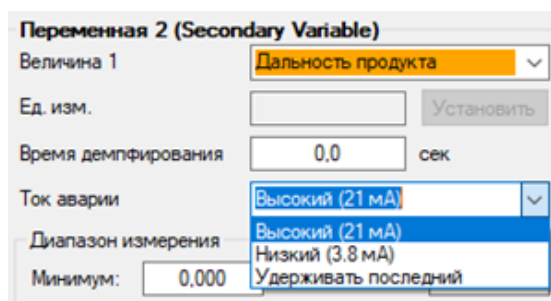 Переменная 2 (Secondary Variable)
Величина 1 Дальность продукта
Ед. изм. Установить
Время демпфирования 0,0 сек
Ток аварии Высокий (21 мА)
Высокий (21 мА)
Диапазон измерения Низкий (3.8 мА)
Минимум: 0,000 Удерживать последний